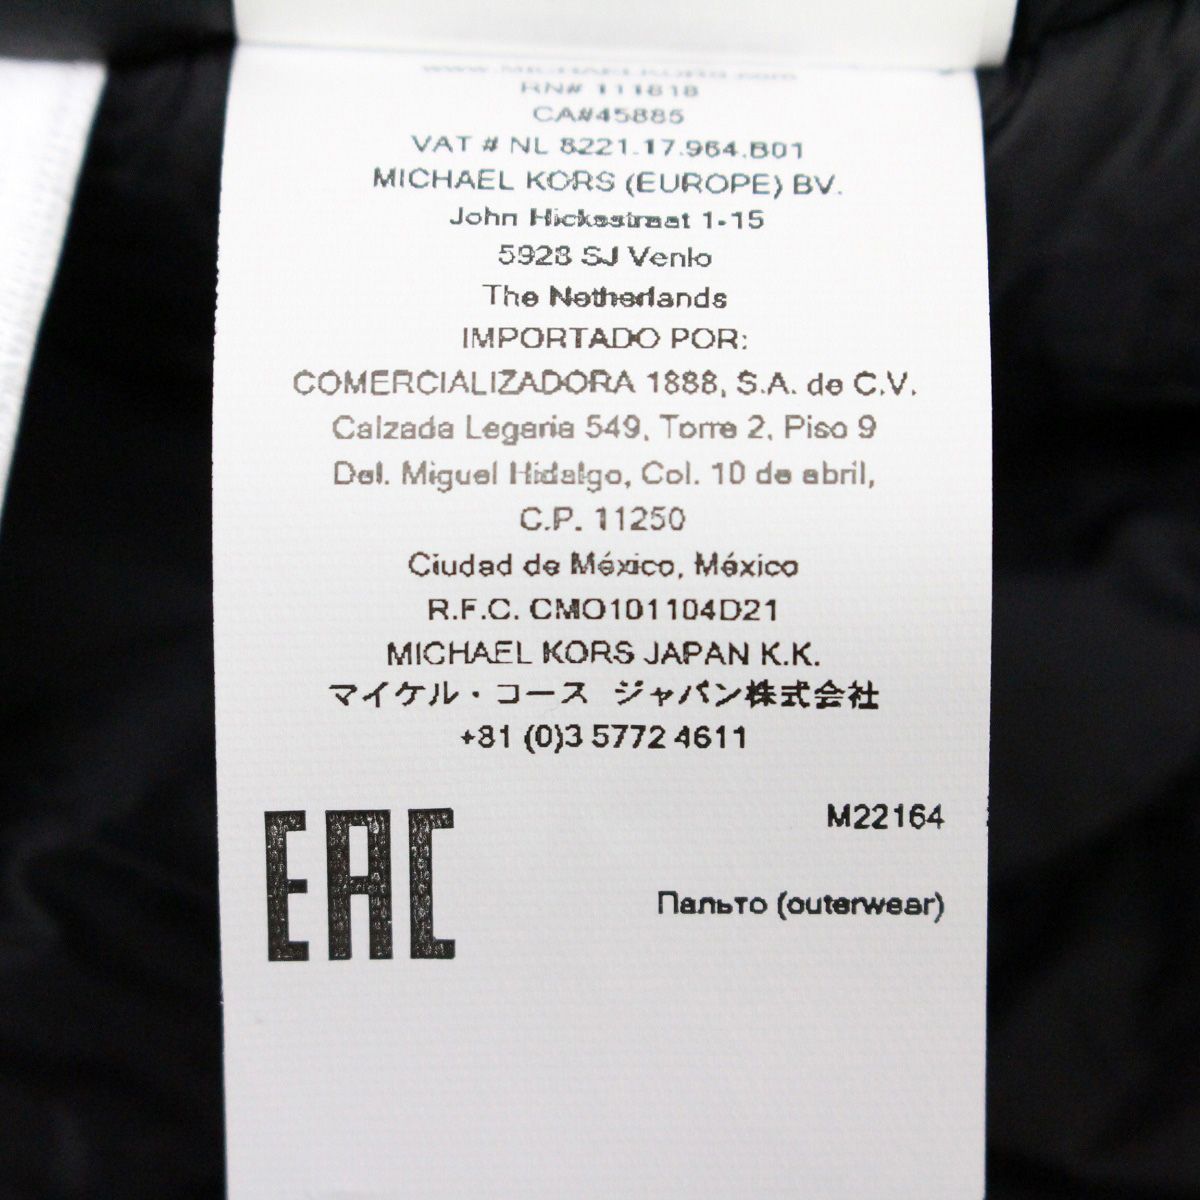 www.MICHAELKORS.com
RN# 111818
CA#45885
VAT # NL 8221.17.964.B01
MICHAEL KORS (EUROPE) BV.
John Hicksstraat 1-15
5928 SJ Venlo
The Netherlands
IMPORTADO POR:
COMERCIALIZADORA 1888, S.A. de C.V.
Calzada Legaria 549, Torre 2, Piso 9
Del. Miguel Hidalgo, Col. 10 de abril,
C.P. 11250
Ciudad de México, México
R.F.C. CMO101104D21
MICHAEL KORS JAPAN K.K.
マイケル・コース ジャパン株式会社
+81 (0)3 5772 4611
EAC
M22164
Пальто (outerwear)